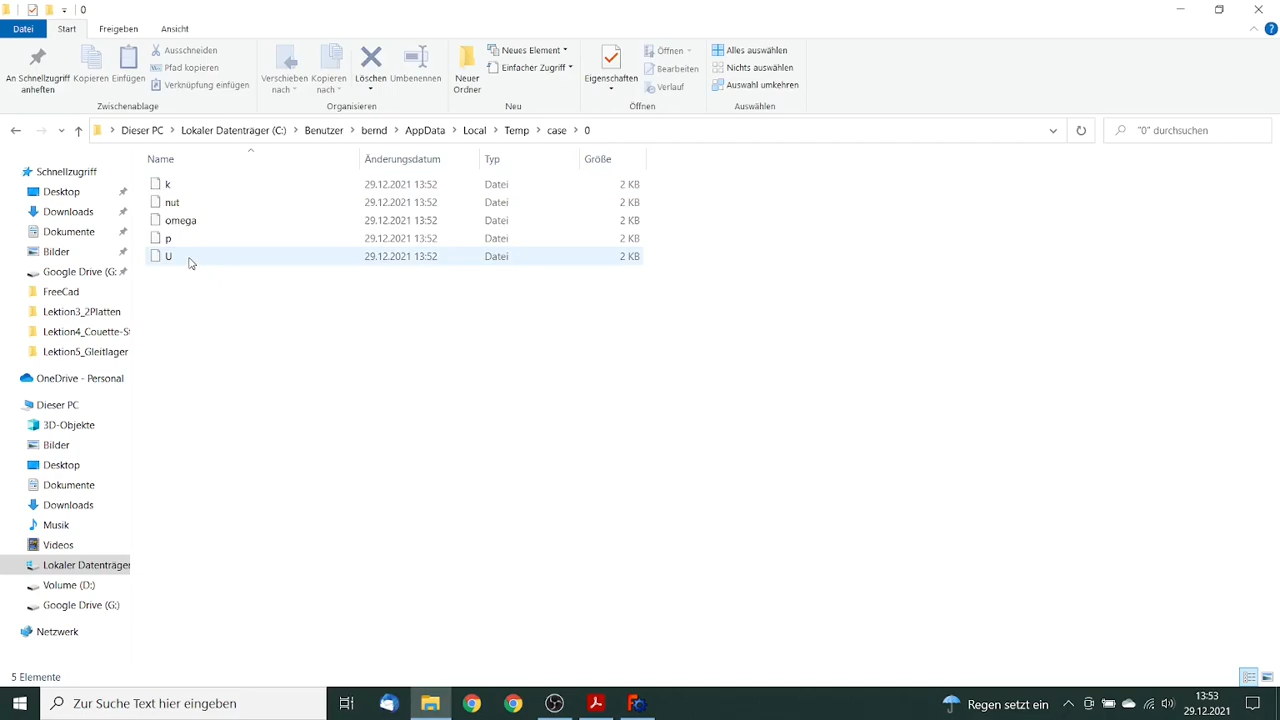 0
Datei Start Freigeben Ansicht
An Schnellzugriff anheften
Kopieren
Einfügen
Ausschneiden
Pfad kopieren
Verknüpfung einfügen
Zwischenablage
Verschieben nach
Kopieren nach
Löschen
Umbenennen
Organisieren
Neuer Ordner
Neues Element
Einfacher Zugriff
Neu
Eigenschaften
Öffnen
Bearbeiten
Verlauf
Öffnen
Alles auswählen
Nichts auswählen
Auswahl umkehren
Auswählen
Dieser PC > Lokaler Datenträger (C:) > Benutzer > bernd > AppData > Local > Temp > case > 0
"0" durchsuchen
Name Änderungsdatum Typ Größe
k 29.12.2021 13:52 Datei 2 KB
nut 29.12.2021 13:52 Datei 2 KB
omega 29.12.2021 13:52 Datei 2 KB
p 29.12.2021 13:52 Datei 2 KB
U 29.12.2021 13:52 Datei 2 KB
Schnellzugriff
Desktop
Downloads
Dokumente
Bilder
Google Drive (G:
FreeCad
Lektion3_2Platten
Lektion4_Couette-St
Lektion5_Gleitlager
OneDrive - Personal
Dieser PC
3D-Objekte
Bilder
Desktop
Dokumente
Downloads
Musik
Videos
Lokaler Datenträger
Volume (D:)
Google Drive (G:)
Netzwerk
5 Elemente
Zur Suche Text hier eingeben
Regen setzt ein
13:53
29.12.2021